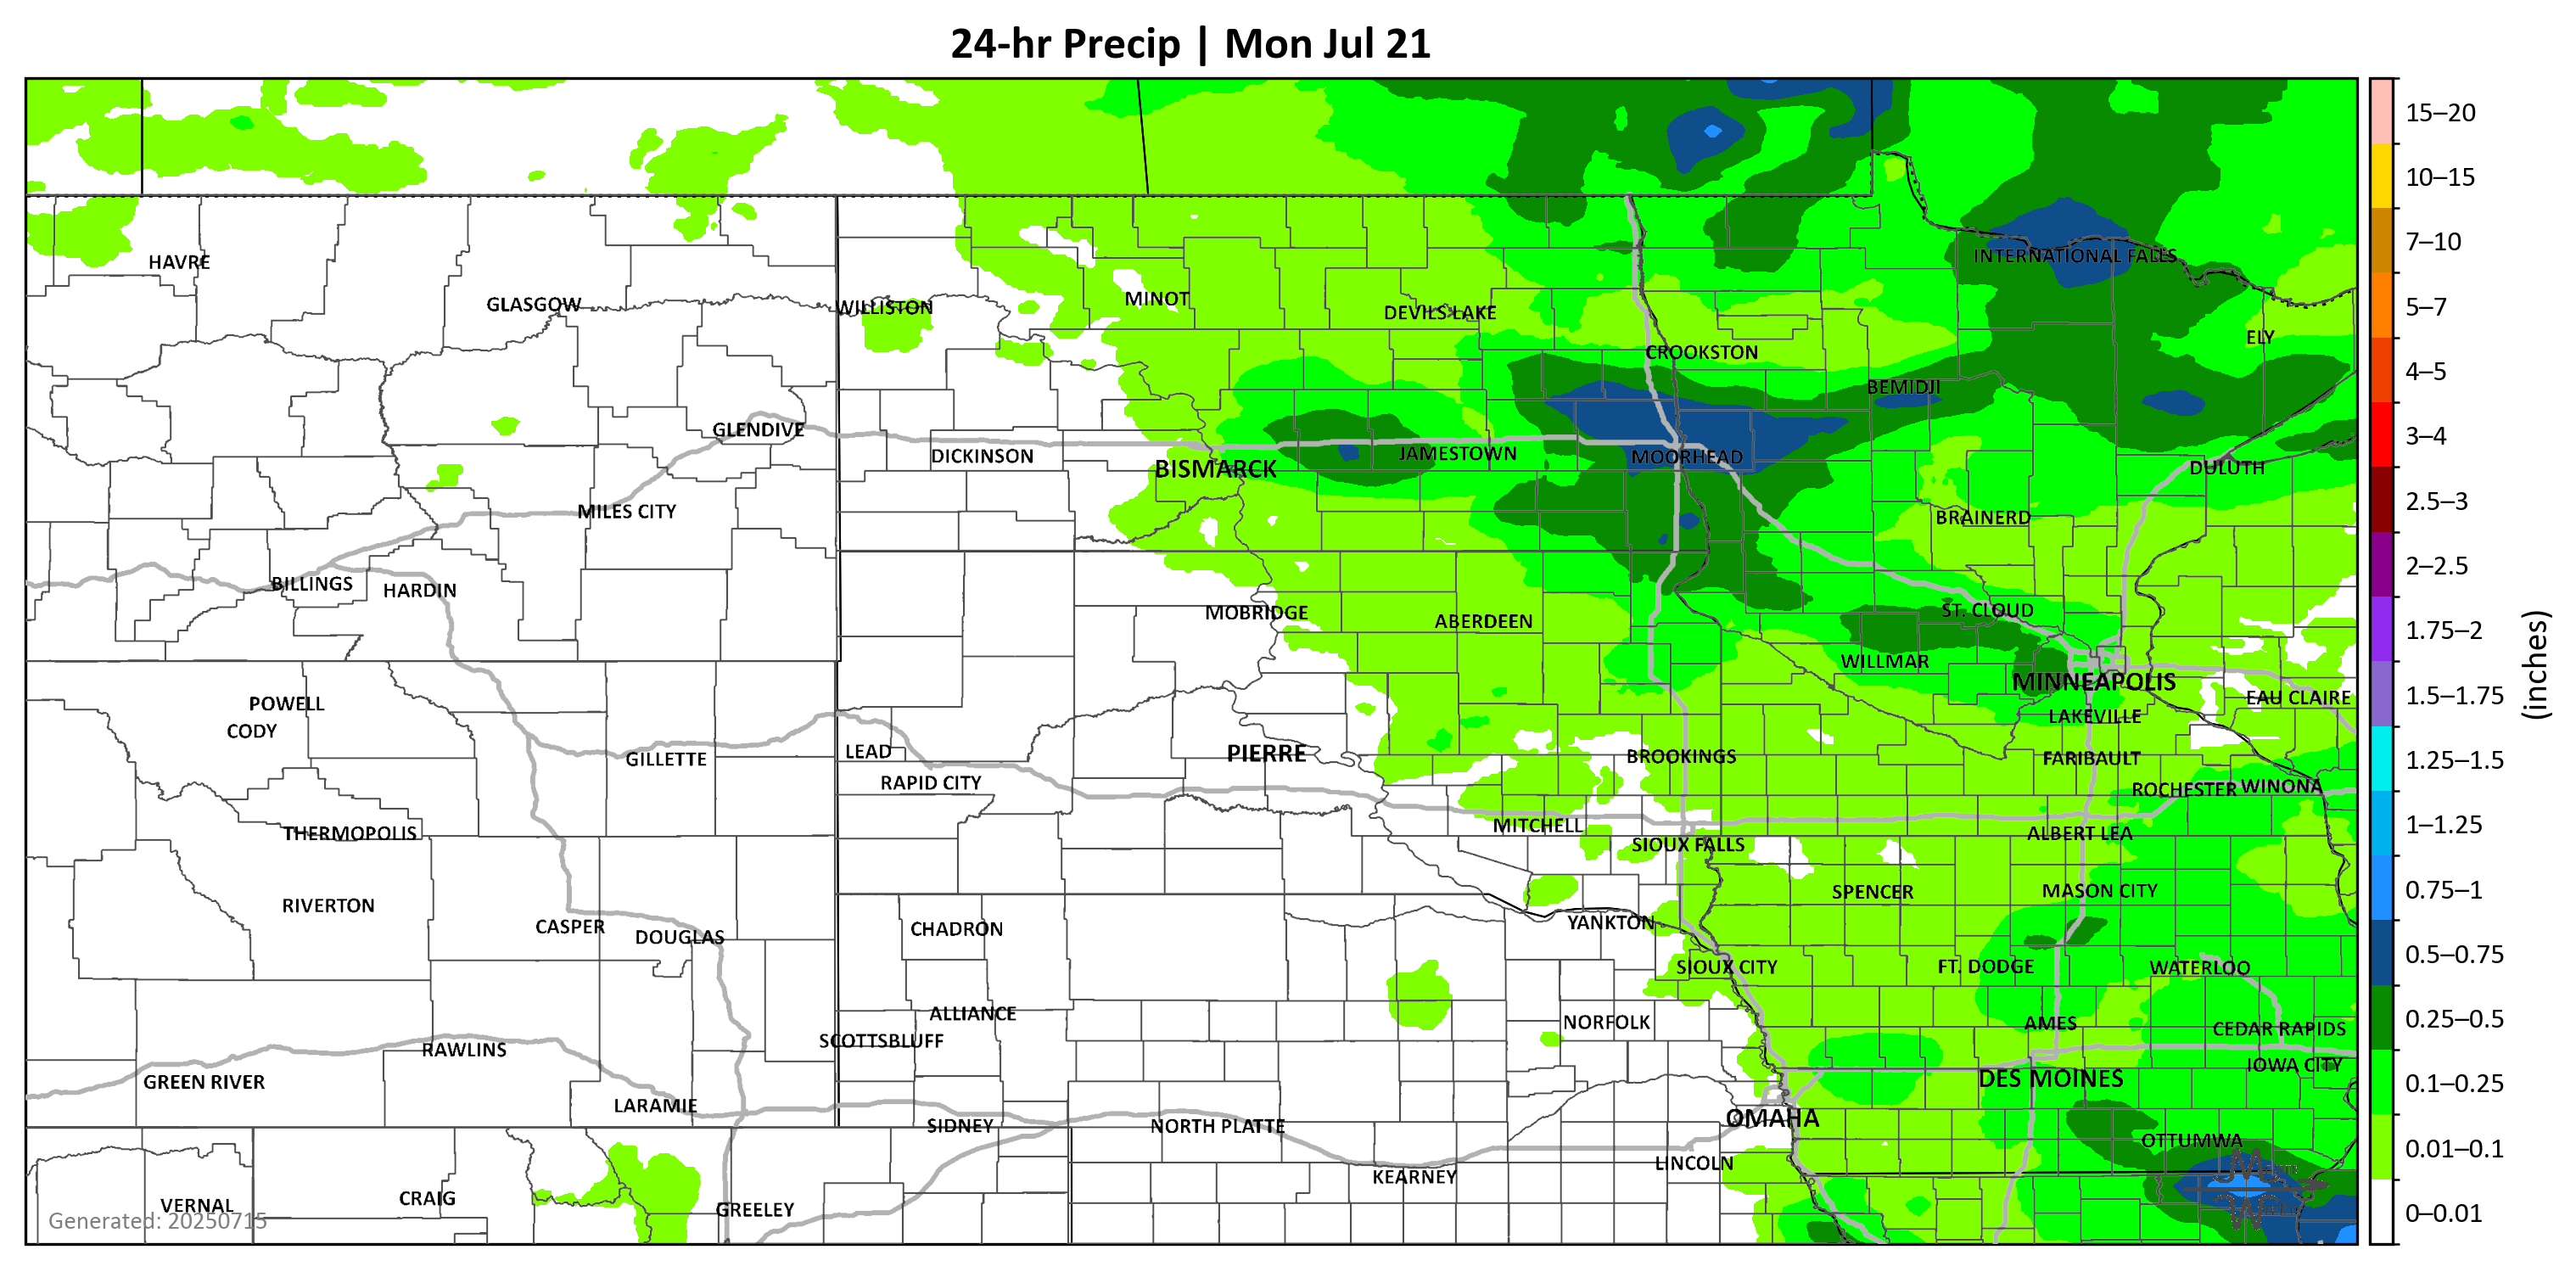 24-hr Precip | Mon Jul 21
15–20
10–15
7–10
5–7
4–5
3–4
2.5–3
2–2.5
1.75–2
1.5–1.75
1.25–1.5
1–1.25
0.75–1
0.5–0.75
0.25–0.5
0.1–0.25
0.01–0.1
0–0.01
(inches)
HAVRE
INTERNATIONAL FALLS
GLASGOW
WILLISTON
MINOT
DEVILS LAKE
ELY
CROOKSTON
BEMIDJI
GLENDIVE
DICKINSON
BISMARCK
JAMESTOWN
MOORHEAD
DULUTH
MILES CITY
BRAINERD
BILLINGS
HARDIN
MOBRIDGE
ABERDEEN
ST. CLOUD
WILLMAR
MINNEAPOLIS
EAU CLAIRE
POWELL
CODY
LAKEVILLE
GILLETTE
LEAD
PIERRE
BROOKINGS
FARIBAULT
RAPID CITY
ROCHESTER
WINONA
THERMOPOLIS
MITCHELL
ALBERT LEA
SIOUX FALLS
RIVERTON
SPENCER
MASON CITY
CASPER
DOUGLAS
CHADRON
YANKTON
SIOUX CITY
FT. DODGE
WATERLOO
ALLIANCE
NORFOLK
AMES
CEDAR RAPIDS
SCOTTSBLUFF
RAWLINS
IOWA CITY
GREEN RIVER
DES MOINES
LARAMIE
OMAHA
SIDNEY
NORTH PLATTE
OTTUMWA
LINCOLN
KEARNEY
VERNAL
CRAIG
GREELEY
Generated: 20250715